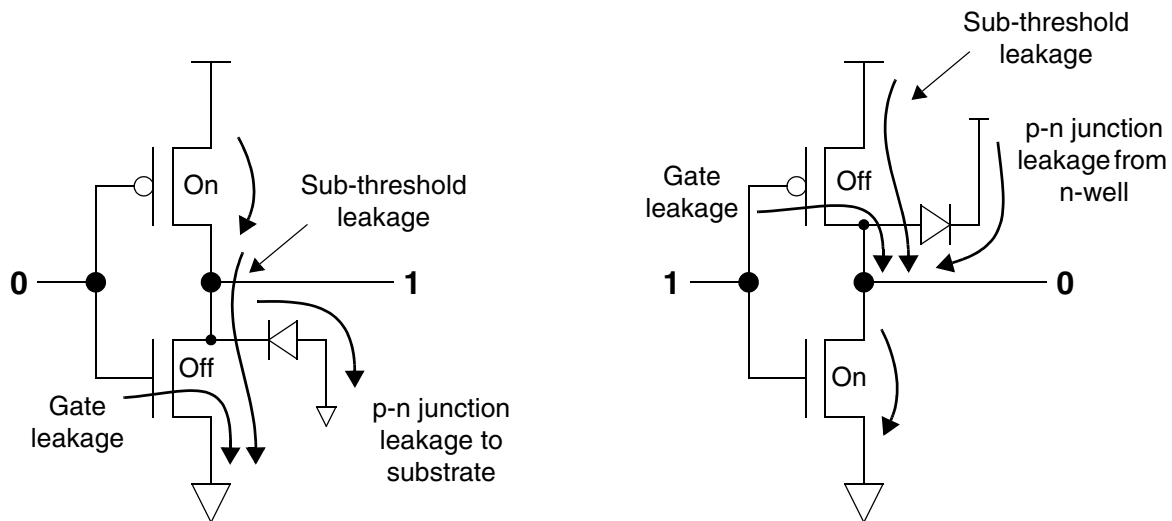 On
Sub-threshold
leakage
0
1
Off
Gate
leakage
p-n junction
leakage to
substrate
Sub-threshold
leakage
p-n junction
leakage from
n-well
Gate
leakage
Off
1
0
On